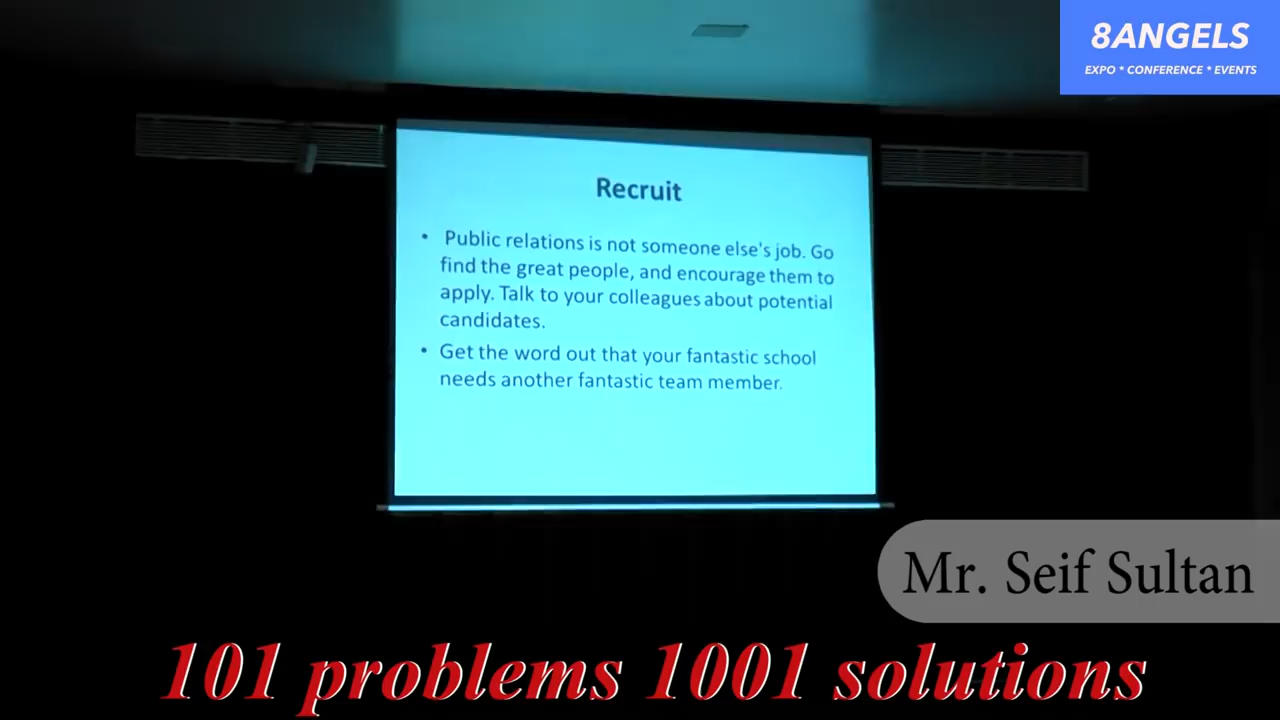 8ANGELS
EXPO * CONFERENCE * EVENTS
Recruit
• Public relations is not someone else's job. Go
find the great people, and encourage them to
apply. Talk to your colleagues about potential
candidates.
• Get the word out that your fantastic school
needs another fantastic team member.
Mr. Seif Sultan
101 problems 1001 solutions